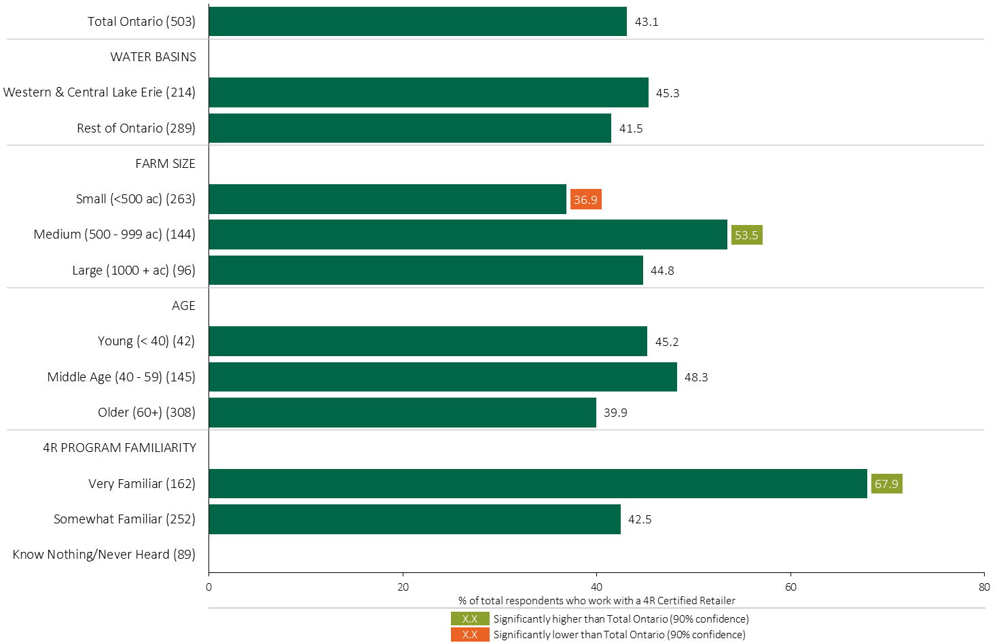 Total Ontario (503) 43.1
WATER BASINS
Western & Central Lake Erie (214) 45.3
Rest of Ontario (289) 41.5
FARM SIZE
Small (<500 ac) (263) 36.9
Medium (500 - 999 ac) (144) 53.5
Large (1000 + ac) (96) 44.8
AGE
Young (< 40) (42) 45.2
Middle Age (40 - 59) (145) 48.3
Older (60+) (308) 39.9
4R PROGRAM FAMILIARITY
Very Familiar (162) 67.9
Somewhat Familiar (252) 42.5
Know Nothing/Never Heard (89)
0 20 40 60 80
% of total respondents who work with a 4R Certified Retailer
X.X Significantly higher than Total Ontario (90% confidence)
X.X Significantly lower than Total Ontario (90% confidence)